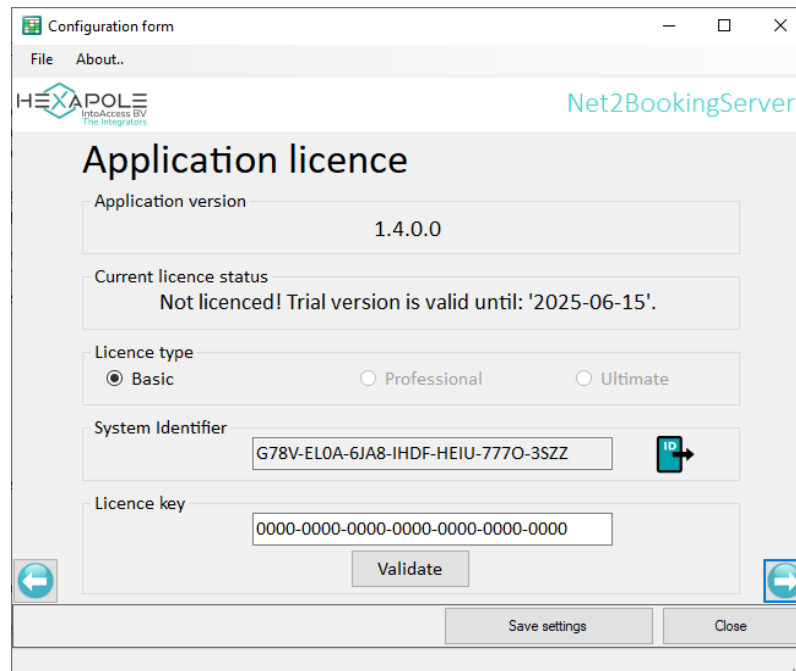 Configuration form
File About..
HEXAPOLE
IntoAccess BV
The Integrators
Net2BookingServer
Application licence
Application version
1.4.0.0
Current licence status
Not licenced! Trial version is valid until: '2025-06-15'.
Licence type
Basic Professional Ultimate
System Identifier
G78V-EL0A-6JA8-IHDF-HEIU-777O-3SZZ
ID
Licence key
0000-0000-0000-0000-0000-0000-0000
Validate
Save settings Close